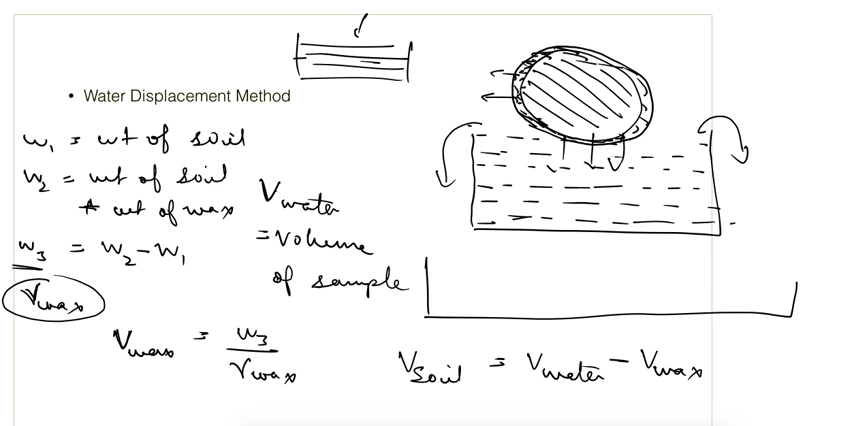 • Water Displacement Method
w₁ = wt of soil
w₂ = wt of soil
+ wt of wax
w₃ = w₂ - w₁
γwax
Vwax = w₃ / γwax
Vwater
= volume
of sample
Vsoil = Vwater - Vwax